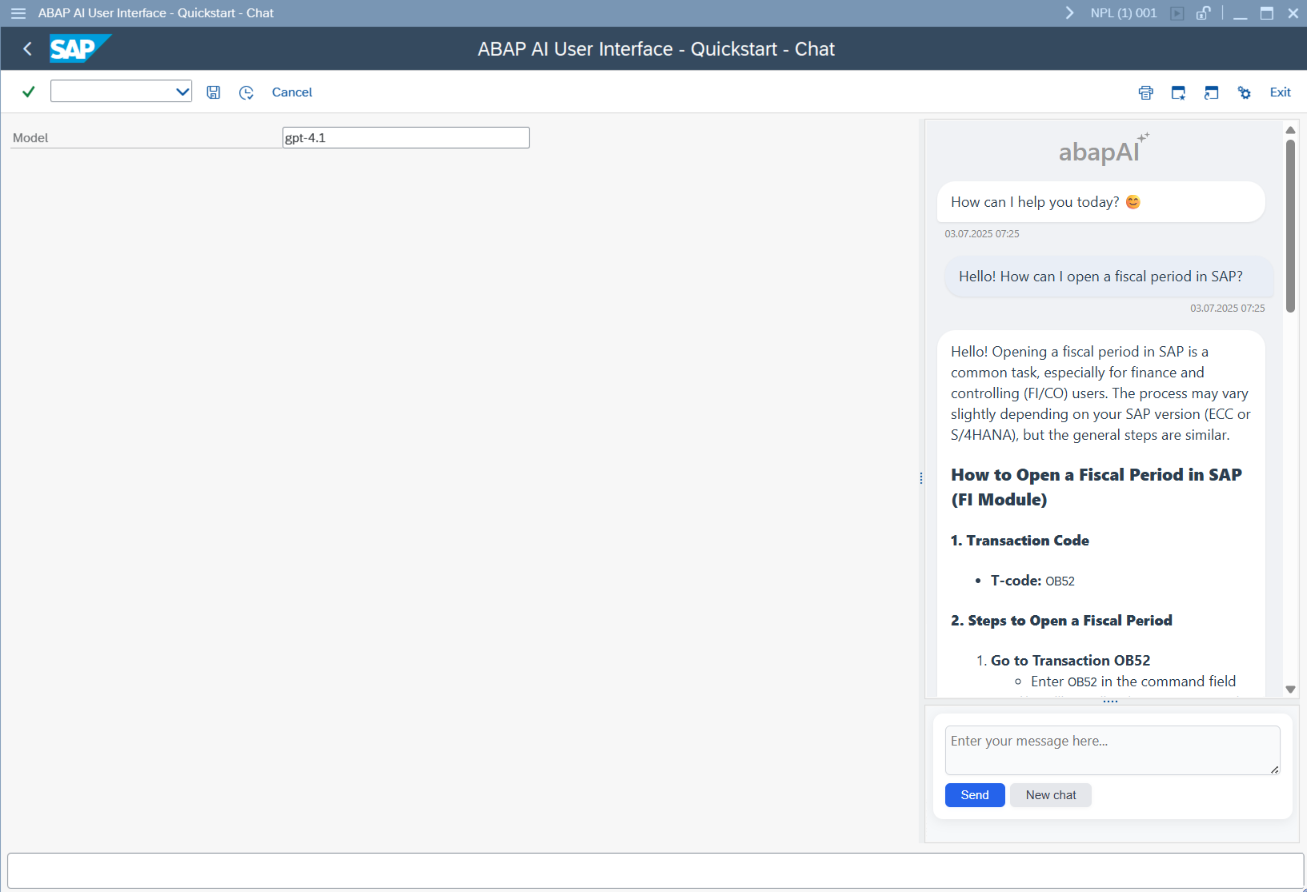 ABAP AI User Interface - Quickstart - Chat
NPL (1) 001
SAP
ABAP AI User Interface - Quickstart - Chat
Cancel
Exit
Model
gpt-4.1
abapAI
How can I help you today? 😊
03.07.2025 07:25
Hello! How can I open a fiscal period in SAP?
03.07.2025 07:25
Hello! Opening a fiscal period in SAP is a
common task, especially for finance and
controlling (FI/CO) users. The process may vary
slightly depending on your SAP version (ECC or
S/4HANA), but the general steps are similar.
How to Open a Fiscal Period in SAP
(FI Module)
1. Transaction Code
• T-code: OB52
2. Steps to Open a Fiscal Period
1. Go to Transaction OB52
○ Enter OB52 in the command field
Enter your message here...
Send
New chat